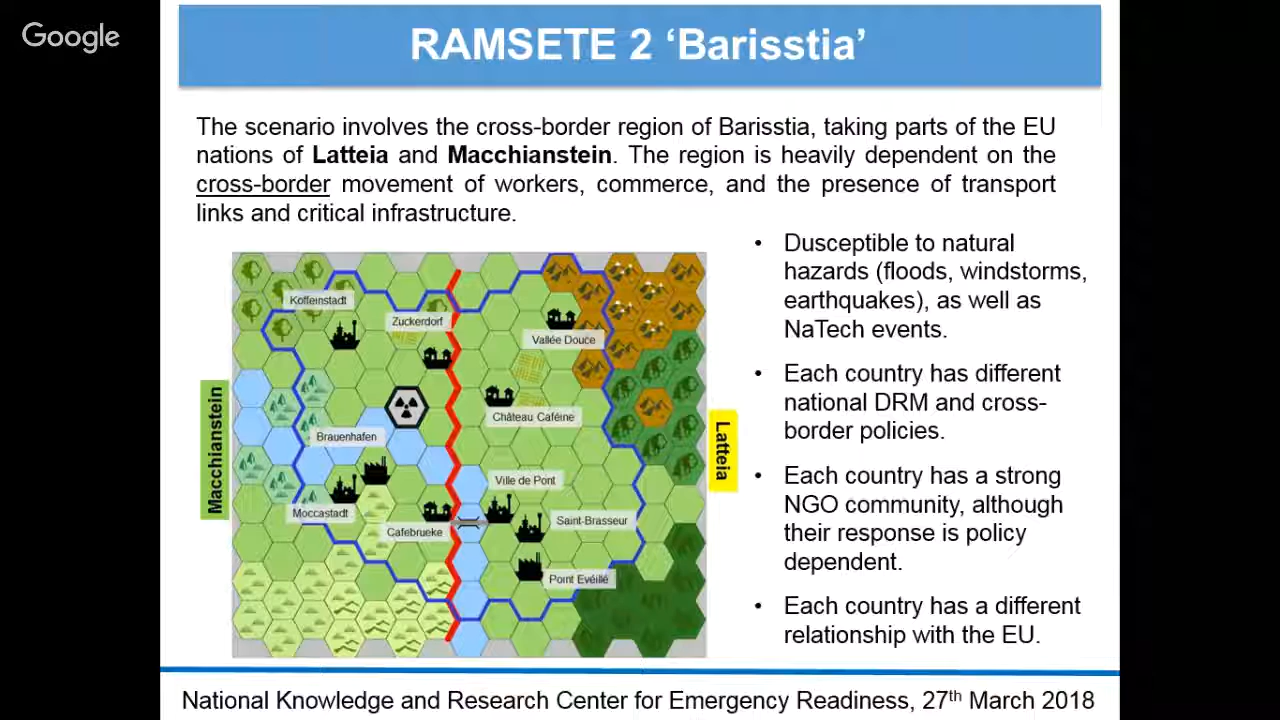 Google
RAMSETE 2 ‘Barisstia’
The scenario involves the cross-border region of Barisstia, taking parts of the EU
nations of Latteia and Macchianstein. The region is heavily dependent on the
cross-border movement of workers, commerce, and the presence of transport
links and critical infrastructure.
Koffeinstadt
Zuckerdorf
Vallée Douce
Château Caféine
Brauenhafen
Ville de Pont
Moccastadt
Cafebrueke
Saint-Brasseur
Point Eveillé
Macchianstein
Latteia
• Dusceptible to natural
hazards (floods, windstorms,
earthquakes), as well as
NaTech events.
• Each country has different
national DRM and cross-
border policies.
• Each country has a strong
NGO community, although
their response is policy
dependent.
• Each country has a different
relationship with the EU.
National Knowledge and Research Center for Emergency Readiness, 27th March 2018